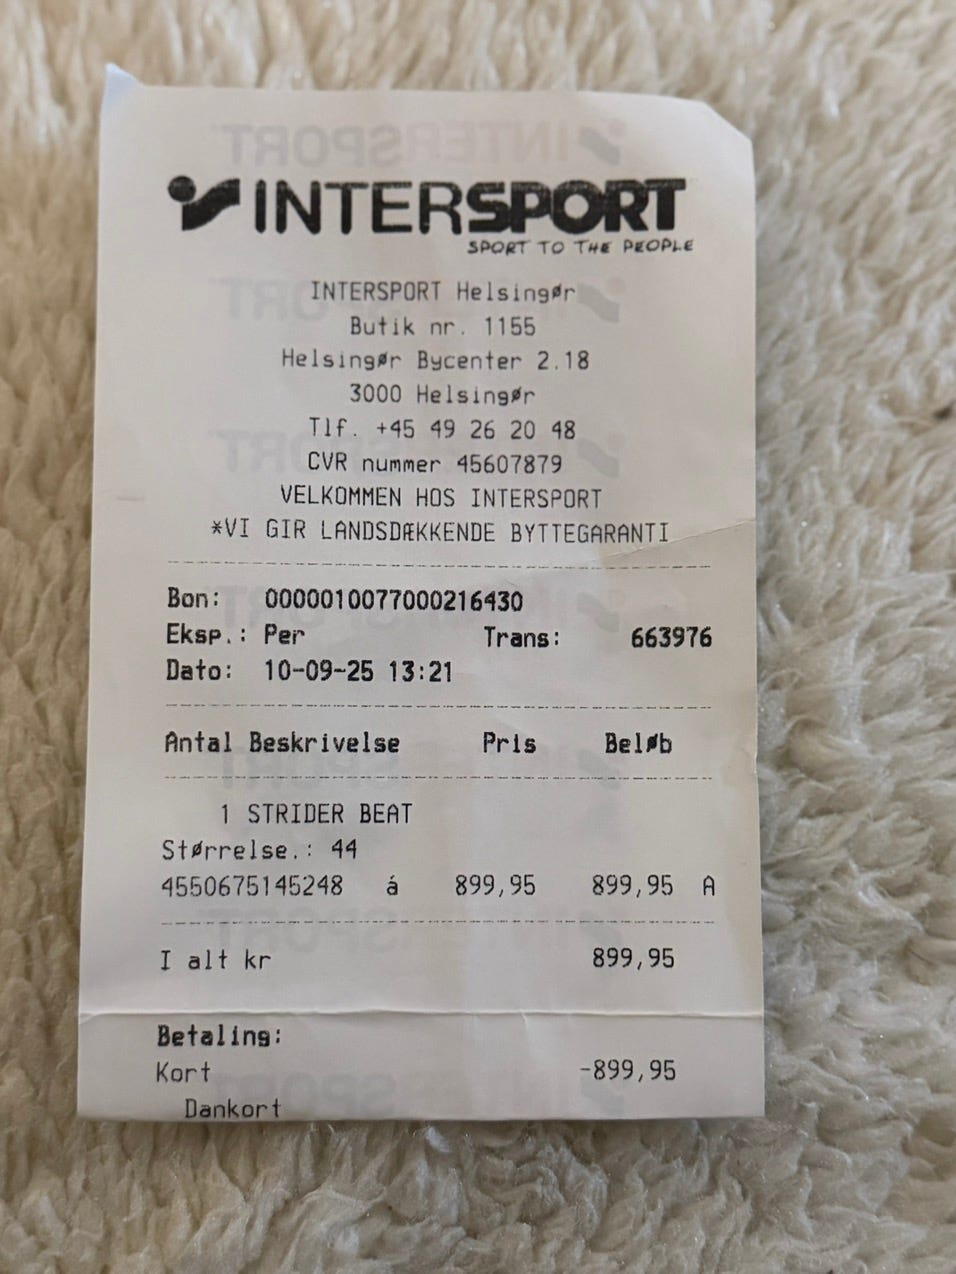 INTERSPORT
SPORT TO THE PEOPLE
INTERSPORT Helsingør
Butik nr. 1155
Helsingør Bycenter 2.18
3000 Helsingør
Tlf. +45 49 26 20 48
CVR nummer 45607879
VELKOMMEN HOS INTERSPORT
*VI GIR LANDSDÆKKENDE BYTTEGARANTI
Bon: 0000010077000216430
Eksp.: Per Trans: 663976
Dato: 10-09-25 13:21
Antal Beskrivelse Pris Beløb
1 STRIDER BEAT
Størrelse.: 44
4550675145248 á 899,95 899,95 A
I alt kr 899,95
Betaling:
Kort -899,95
Dankort